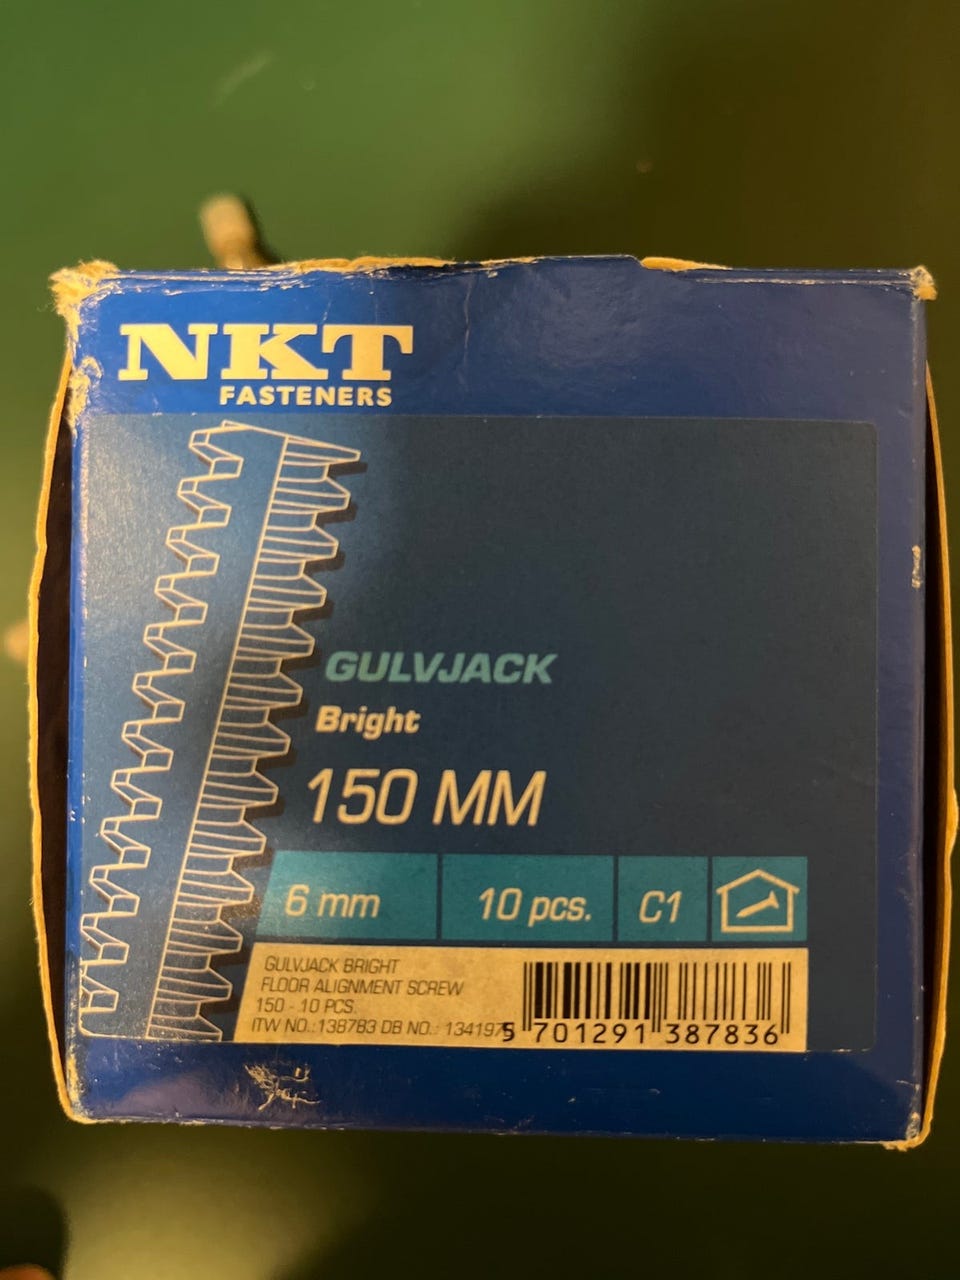 NKT
FASTENERS
GULVJACK
Bright
150 MM
6 mm 10 pcs. C1
GULVJACK BRIGHT
FLOOR ALIGNMENT SCREW
150 - 10 PCS.
ITW NO.:138783 DB NO.:
5 701291 387836